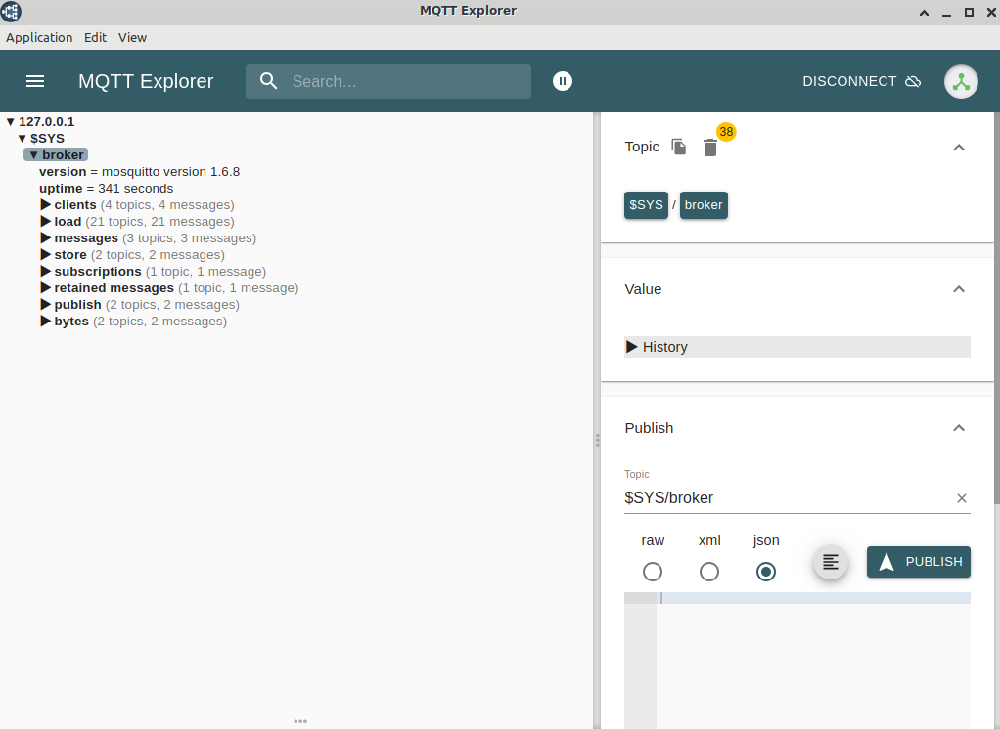 MQTT Explorer
Application Edit View
MQTT Explorer Search... DISCONNECT
▼ 127.0.0.1
▼ $SYS
▼ broker
version = mosquitto version 1.6.8
uptime = 341 seconds
▶ clients (4 topics, 4 messages)
▶ load (21 topics, 21 messages)
▶ messages (3 topics, 3 messages)
▶ store (2 topics, 2 messages)
▶ subscriptions (1 topic, 1 message)
▶ retained messages (1 topic, 1 message)
▶ publish (2 topics, 2 messages)
▶ bytes (2 topics, 2 messages)
Topic 38
$SYS / broker
Value
▶ History
Publish
Topic
$SYS/broker
raw xml json
PUBLISH